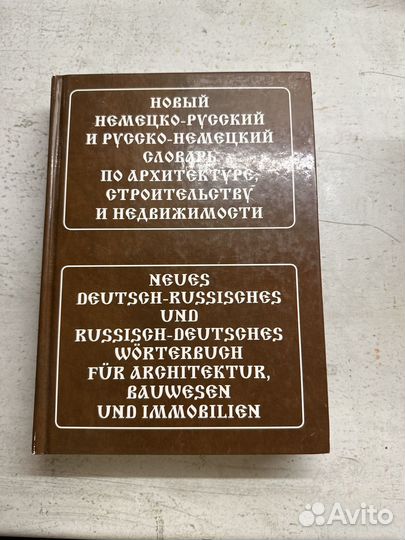 НОВЫЙ
НЕМЕЦКО-РУССКИЙ
И РУССКО-НЕМЕЦКИЙ
СЛОВАРЬ
ПО АРХИТЕКТУРЕ,
СТРОИТЕЛЬСТВУ
И НЕДВИЖИМОСТИ
NEUES
DEUTSCH-RUSSISCHES
UND
RUSSISCH-DEUTSCHES
WÖRTERBUCH
FÜR ARCHITEKTUR,
BAUWESEN
UND IMMOBILIEN
Avito